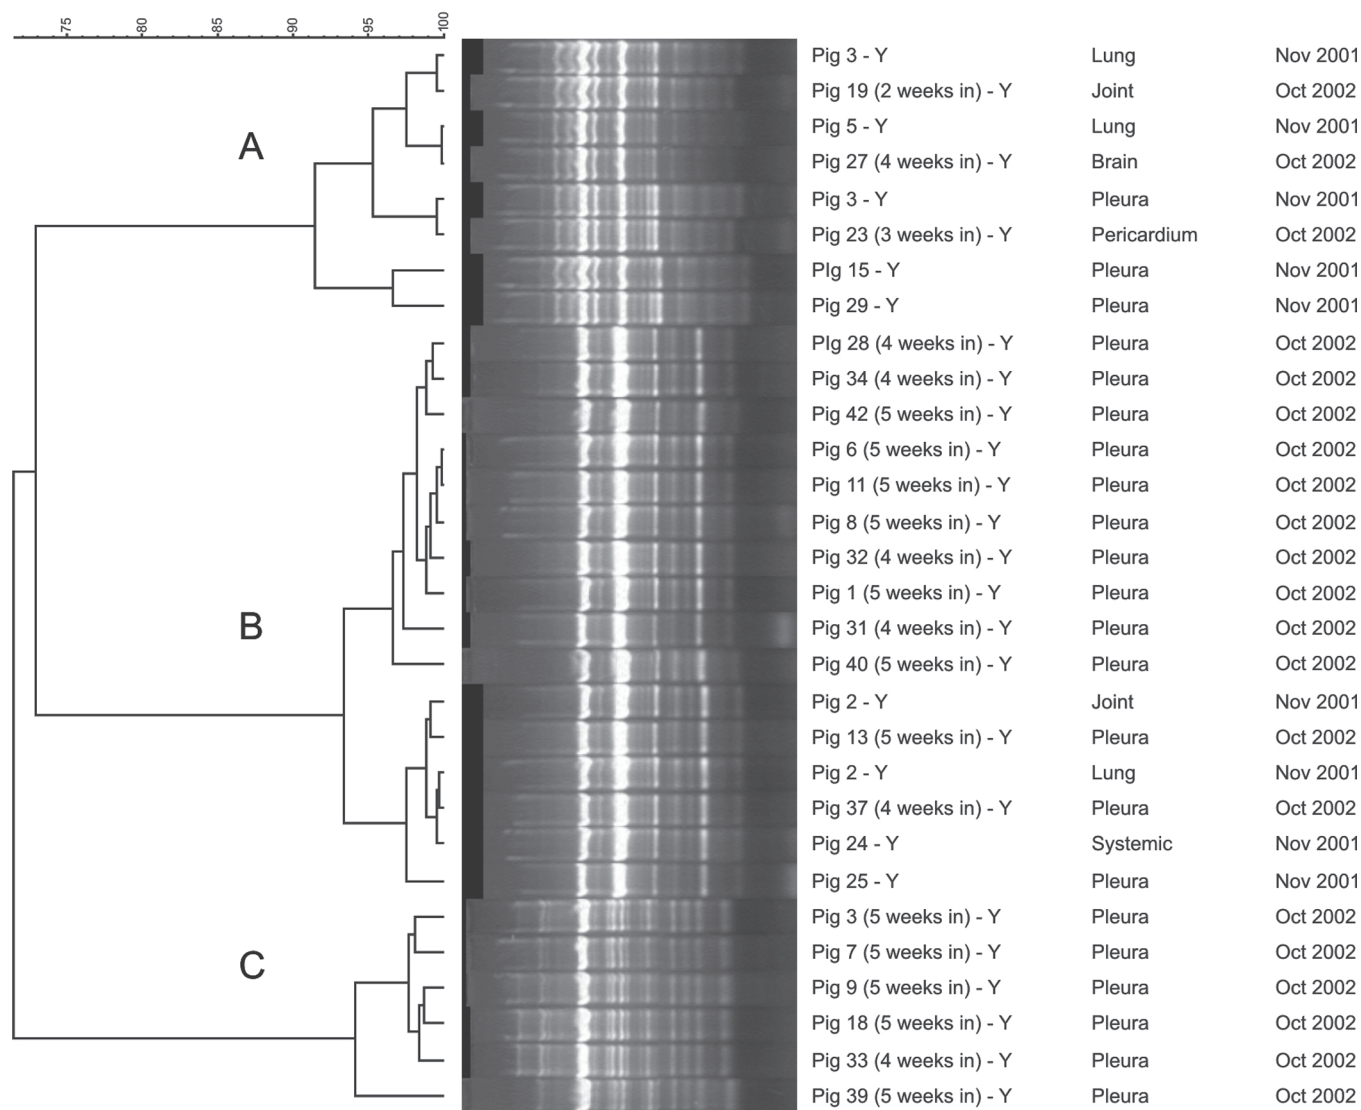 75 80 85 90 95 100
Pig 3 - Y Lung Nov 2001
Pig 19 (2 weeks in) - Y Joint Oct 2002
Pig 5 - Y Lung Nov 2001
A
Pig 27 (4 weeks in) - Y Brain Oct 2002
Pig 3 - Y Pleura Nov 2001
Pig 23 (3 weeks in) - Y Pericardium Oct 2002
PIg 15 - Y Pleura Nov 2001
Pig 29 - Y Pleura Nov 2001
PIg 28 (4 weeks in) - Y Pleura Oct 2002
Pig 34 (4 weeks in) - Y Pleura Oct 2002
Pig 42 (5 weeks in) - Y Pleura Oct 2002
Pig 6 (5 weeks in) - Y Pleura Oct 2002
Pig 11 (5 weeks in) - Y Pleura Oct 2002
Pig 8 (5 weeks in) - Y Pleura Oct 2002
Pig 32 (4 weeks in) - Y Pleura Oct 2002
Pig 1 (5 weeks in) - Y Pleura Oct 2002
B
Pig 31 (4 weeks in) - Y Pleura Oct 2002
Pig 40 (5 weeks in) - Y Pleura Oct 2002
Pig 2 - Y Joint Nov 2001
Pig 13 (5 weeks in) - Y Pleura Oct 2002
Pig 2 - Y Lung Nov 2001
Pig 37 (4 weeks in) - Y Pleura Oct 2002
Pig 24 - Y Systemic Nov 2001
Pig 25 - Y Pleura Nov 2001
Pig 3 (5 weeks in) - Y Pleura Oct 2002
Pig 7 (5 weeks in) - Y Pleura Oct 2002
C
Pig 9 (5 weeks in) - Y Pleura Oct 2002
Pig 18 (5 weeks in) - Y Pleura Oct 2002
Pig 33 (4 weeks in) - Y Pleura Oct 2002
Pig 39 (5 weeks in) - Y Pleura Oct 2002